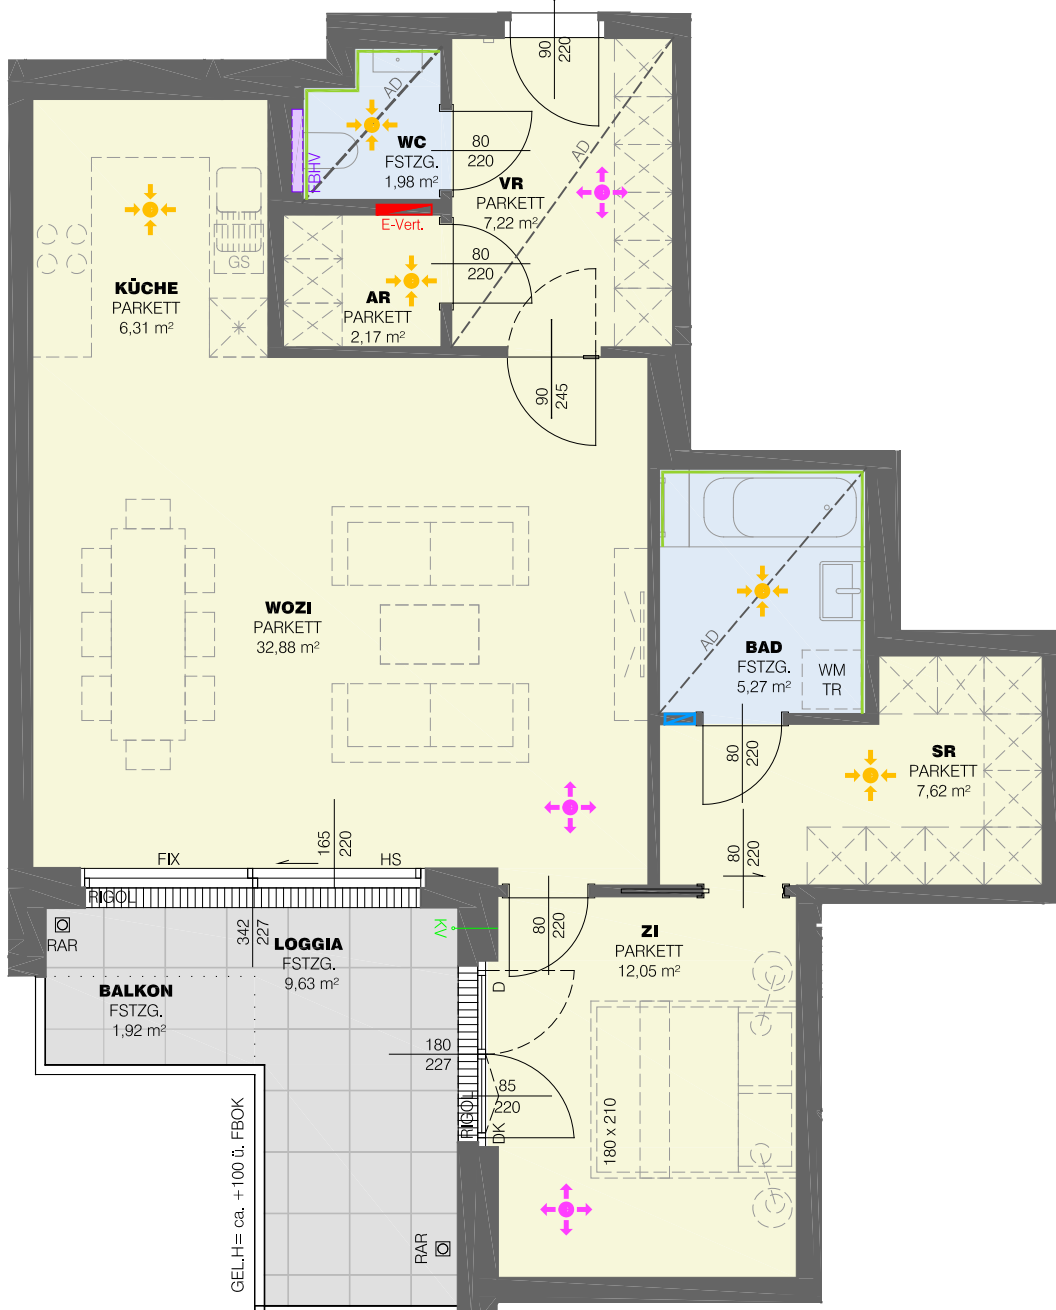 90
220
AD
WC
FSTZG.
1,98 m²
FBHV
80
220
VR
PARKETT
7,22 m²
AD
E-Vert.
GS
KÜCHE
PARKETT
6,31 m²
AR
PARKETT
2,17 m²
80
220
90
245
WOZI
PARKETT
32,88 m²
AD
BAD
FSTZG.
5,27 m²
WM
TR
80
220
SR
PARKETT
7,62 m²
165
220
FIX
HS
80
220
RIGOL
RAR
342
227
LOGGIA
FSTZG.
9,63 m²
KV
80
220
ZI
PARKETT
12,05 m²
BALKON
FSTZG.
1,92 m²
D
180
227
85
220
RIGOL
DK
180 x 210
GEL.H= ca. +100 ü. FBOK
RAR